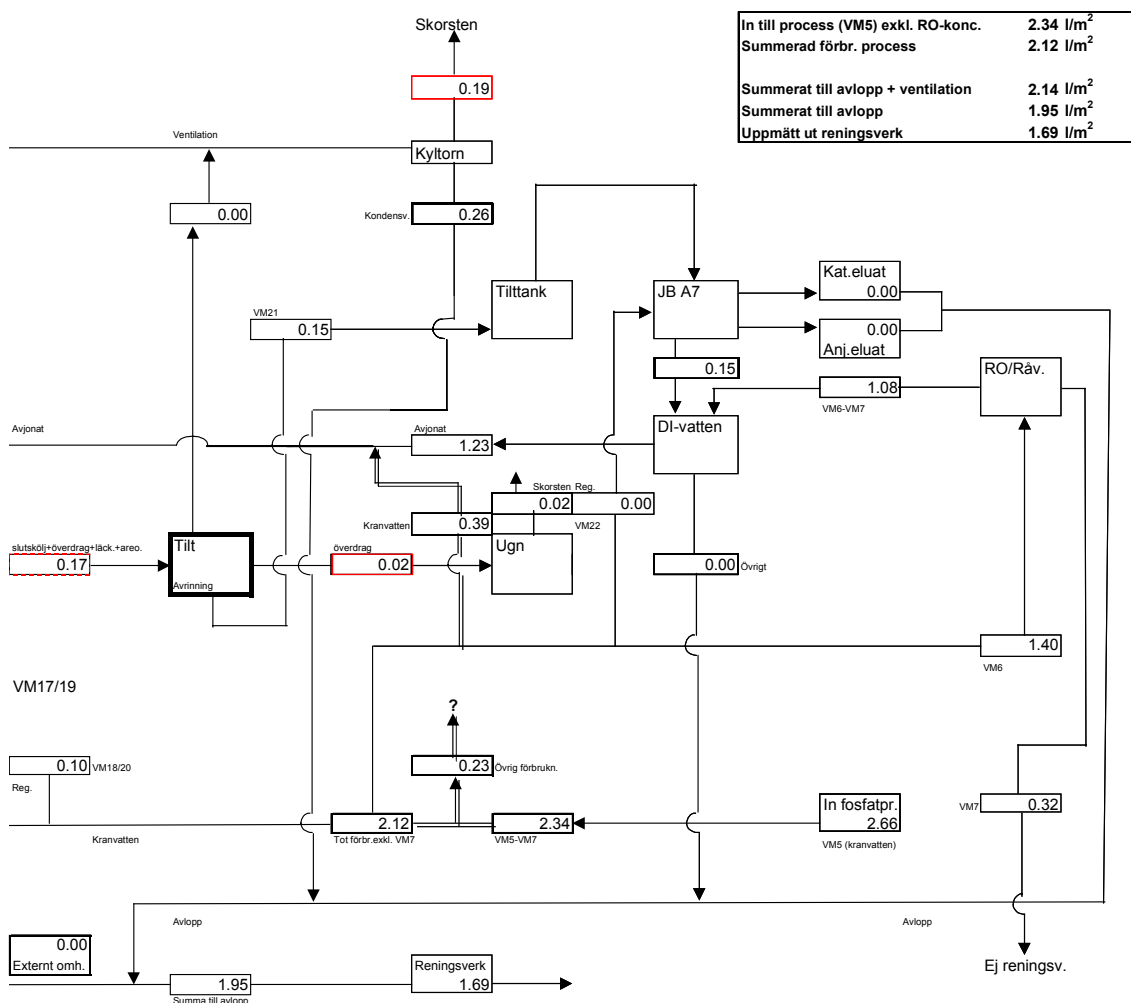 Skorsten
In till process (VM5) exkl. RO-konc. 2.34 l/m²
Summerad förbr. process 2.12 l/m²
Summerat till avlopp + ventilation 2.14 l/m²
Summerat till avlopp 1.95 l/m²
Uppmätt ut reningsverk 1.69 l/m²
0.19
Ventilation
Kyltorn
0.00
Kondensv.
0.26
Tilttank
JB A7
Kat.eluat
0.00
VM21
0.15
0.00
Anj.eluat
0.15
RO/Råv.
1.08
VM6-VM7
Avjonat
Avjonat
1.23
DI-vatten
Skorsten Reg.
0.02
0.00
Kranvatten
0.39
VM22
slutskölj+överdrag+läck.+areo.
0.17
Tilt
Avrinning
överdrag
0.02
Ugn
0.00
Övrigt
1.40
VM6
VM17/19
?
0.10
VM18/20
Reg.
0.23
Övrig förbrukn.
Kranvatten
2.12
Tot förbr.exkl. VM7
2.34
VM5-VM7
In fosfatpr.
2.66
VM5 (kranvatten)
VM7
0.32
Avlopp
Avlopp
0.00
Externt omh.
1.95
Summa till avlopp
Reningsverk
1.69
Ej reningsv.